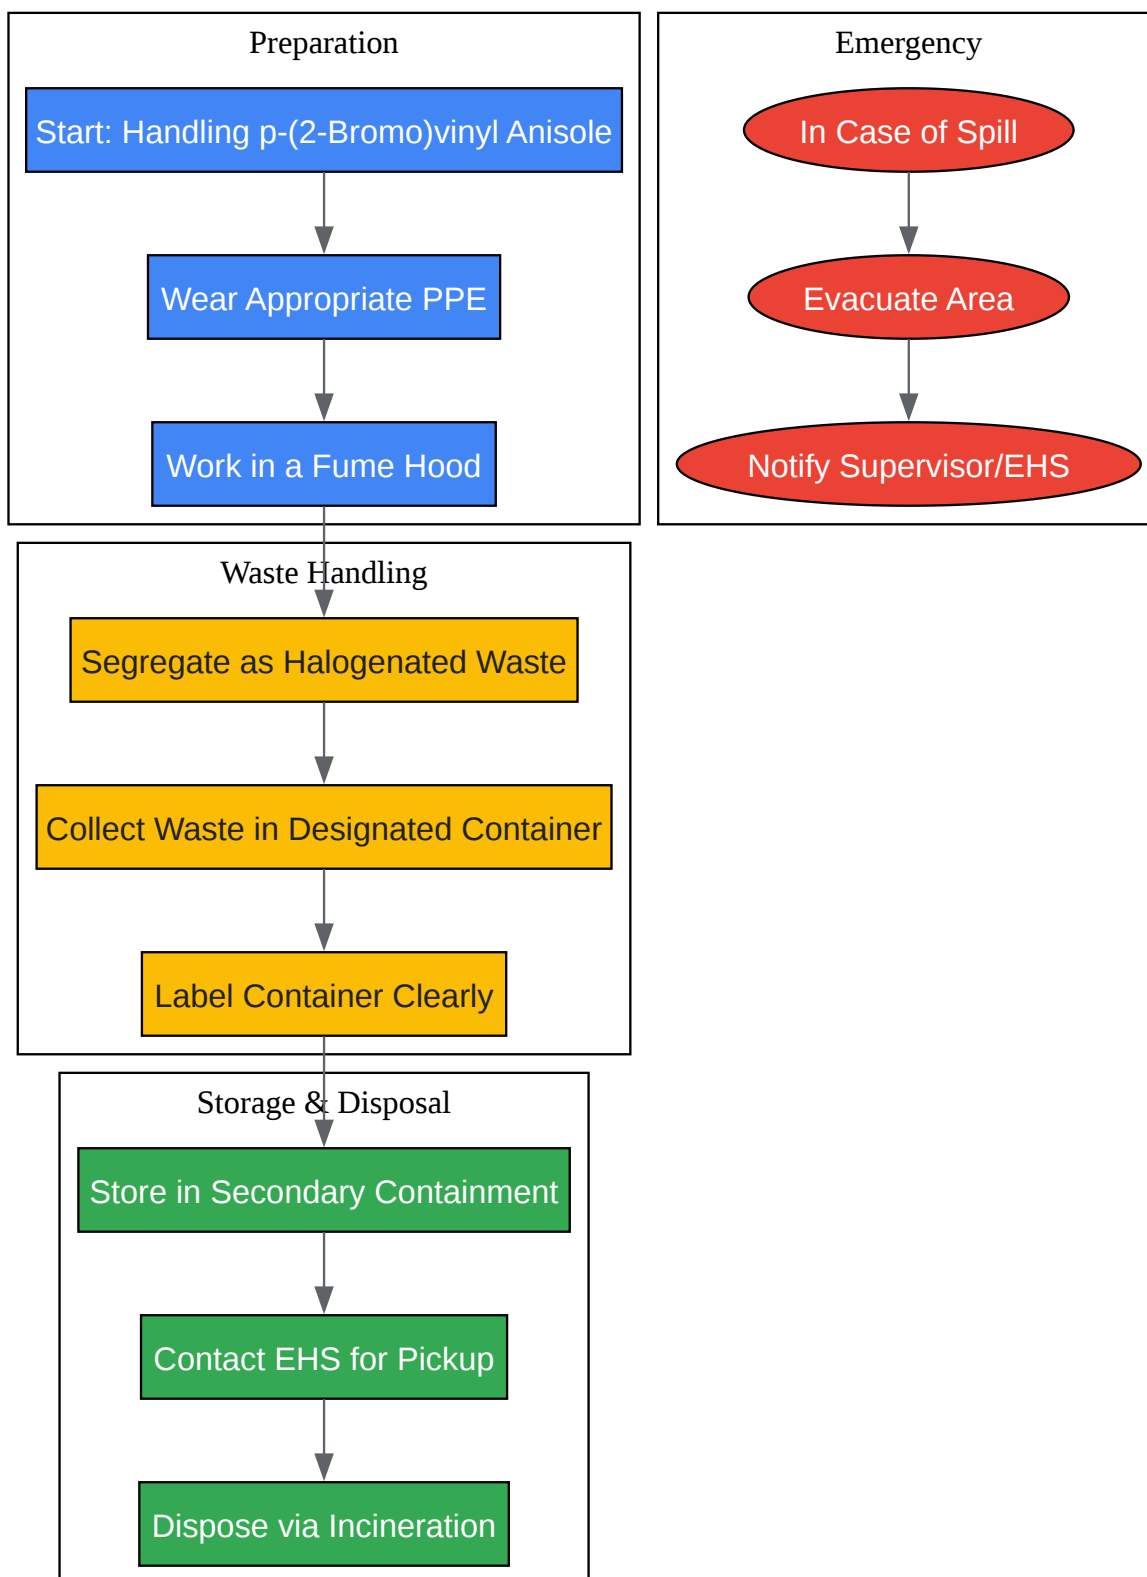 Preparation
Start: Handling p-(2-Bromo)vinyl Anisole
Wear Appropriate PPE
Work in a Fume Hood
Waste Handling
Segregate as Halogenated Waste
Collect Waste in Designated Container
Label Container Clearly
Storage & Disposal
Store in Secondary Containment
Contact EHS for Pickup
Dispose via Incineration
Emergency
In Case of Spill
Evacuate Area
Notify Supervisor/EHS